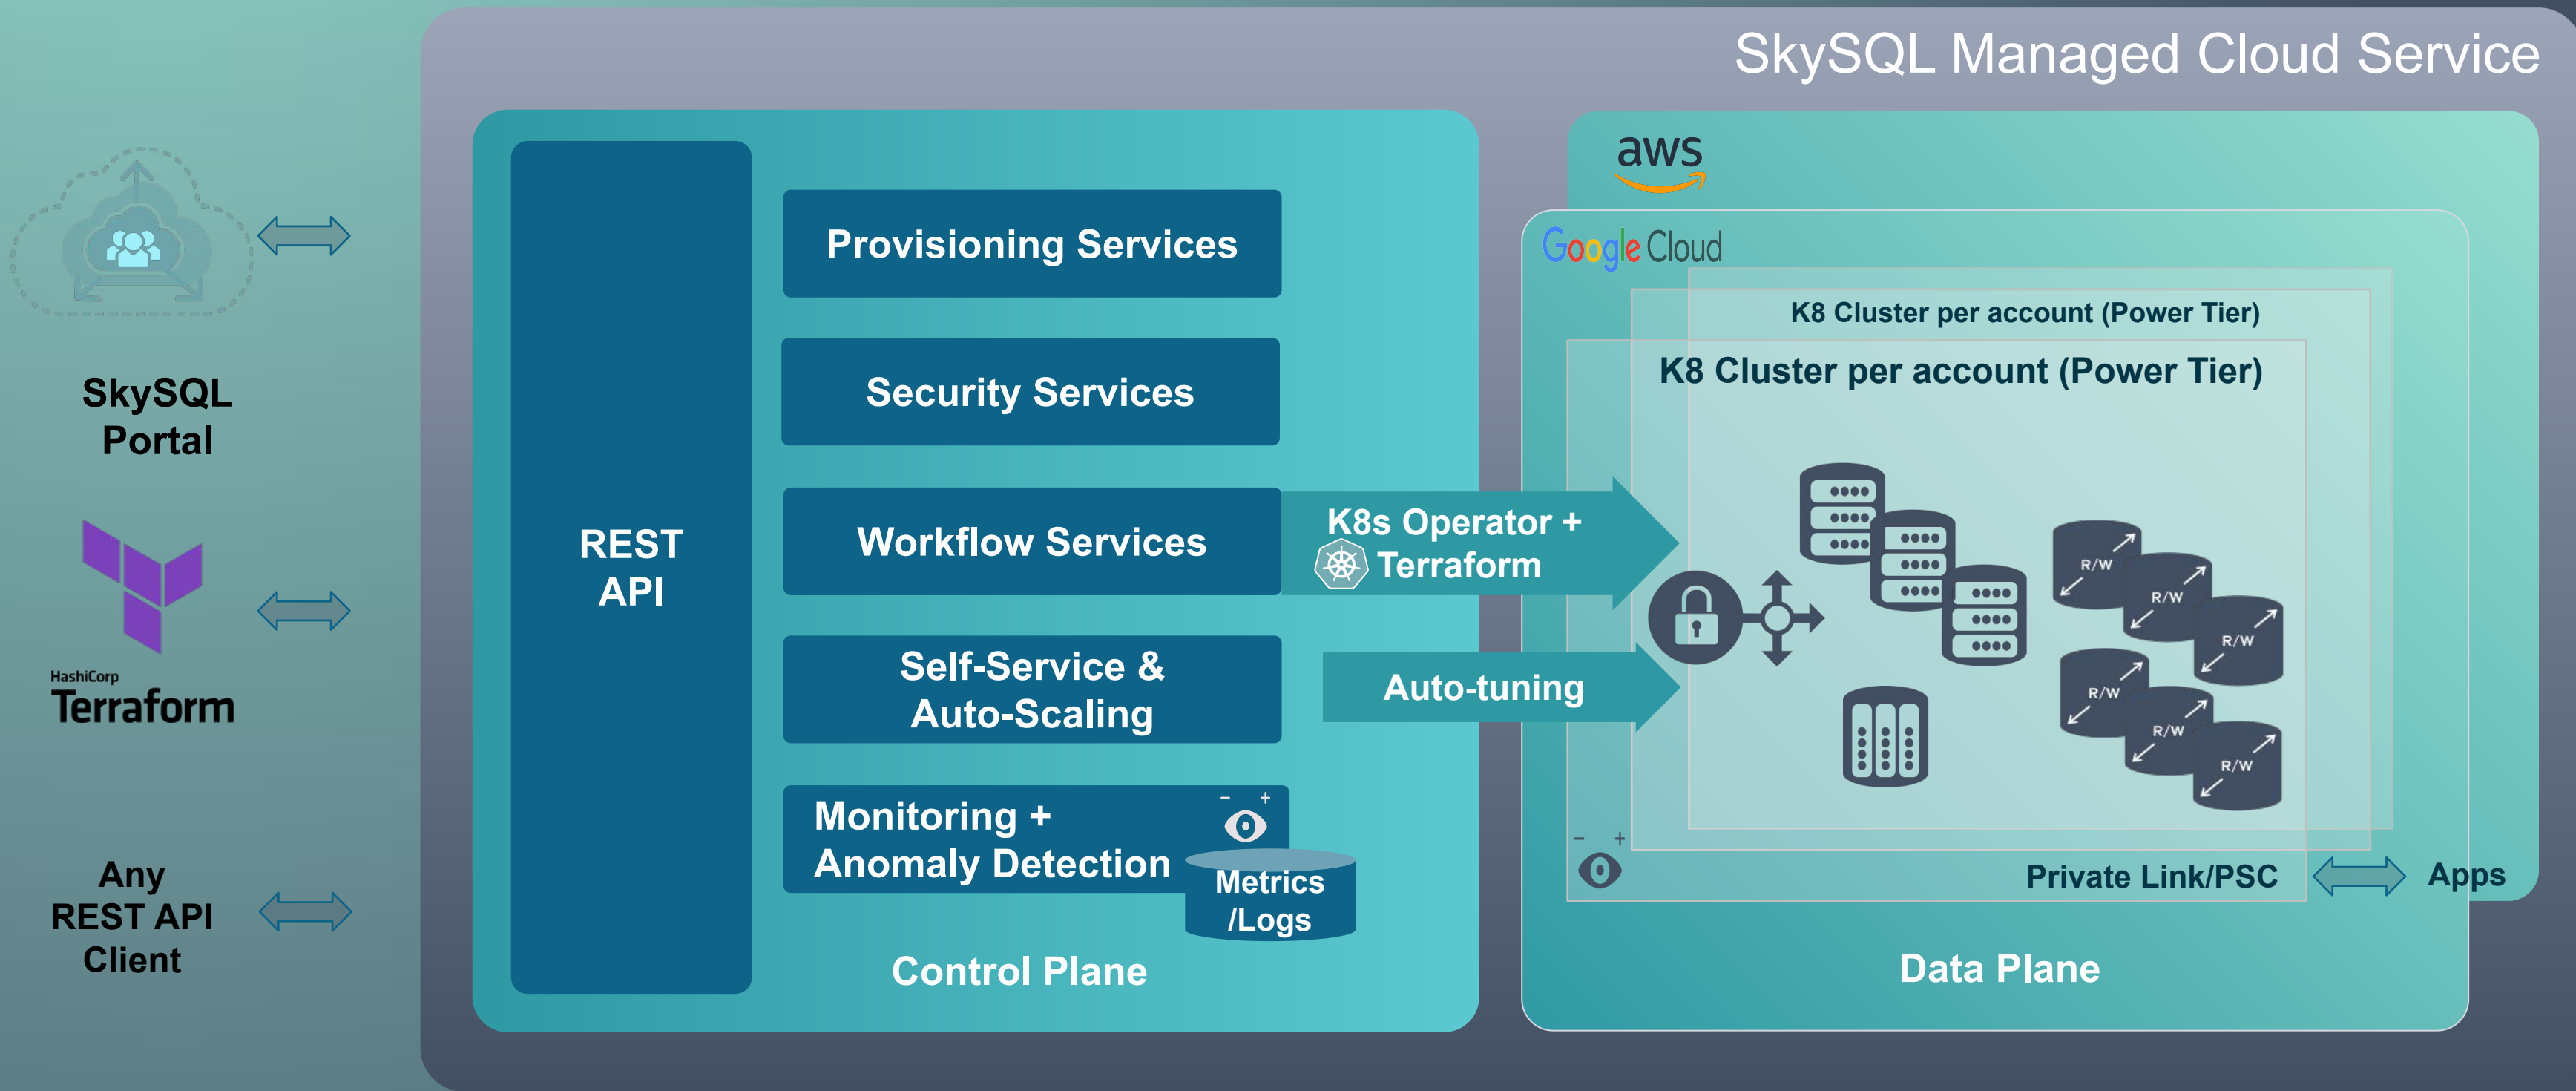 SkySQL Managed Cloud Service
SkySQL
Portal
HashiCorp
Terraform
Any
REST API
Client
REST
API
Provisioning Services
Security Services
Workflow Services
Self-Service &
Auto-Scaling
Monitoring +
Anomaly Detection
- +
Metrics
/Logs
Control Plane
K8s Operator +
Terraform
Auto-tuning
aws
Google Cloud
K8 Cluster per account (Power Tier)
K8 Cluster per account (Power Tier)
R/W
R/W
R/W
R/W
R/W
R/W
- +
Private Link/PSC
Apps
Data Plane